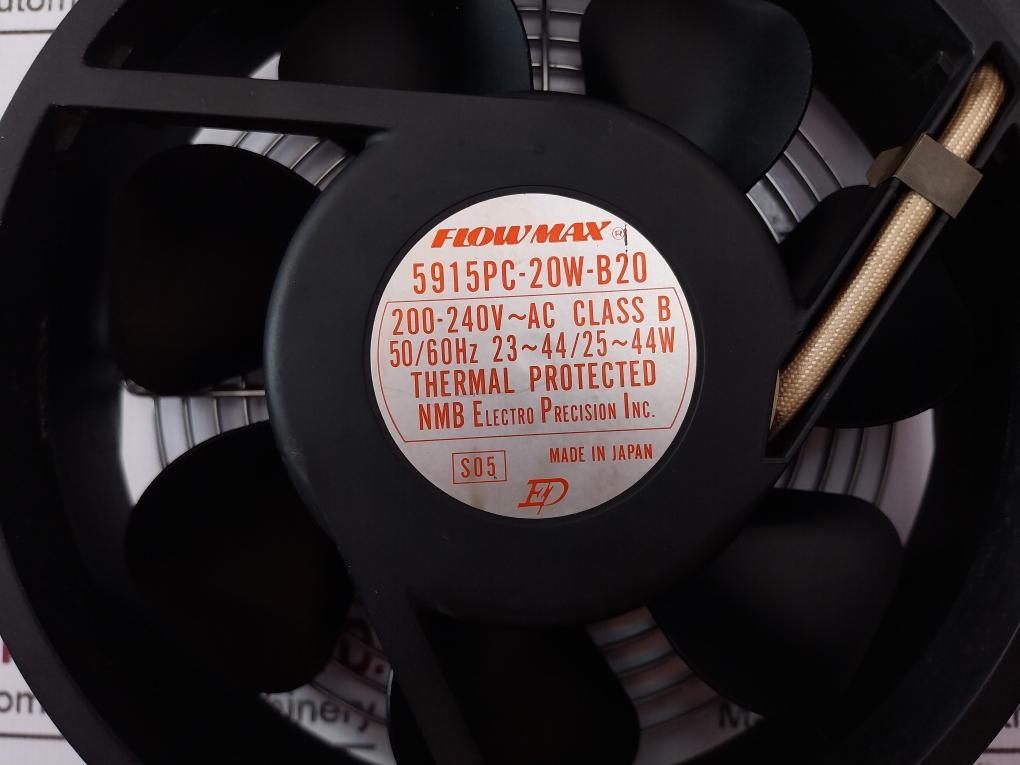 FLOWMAX®
5915PC-20W-B20
200-240V~AC CLASS B
50/60Hz 23~44/25~44W
THERMAL PROTECTED
NMB ELECTRO PRECISION INC.
S05
MADE IN JAPAN
EP